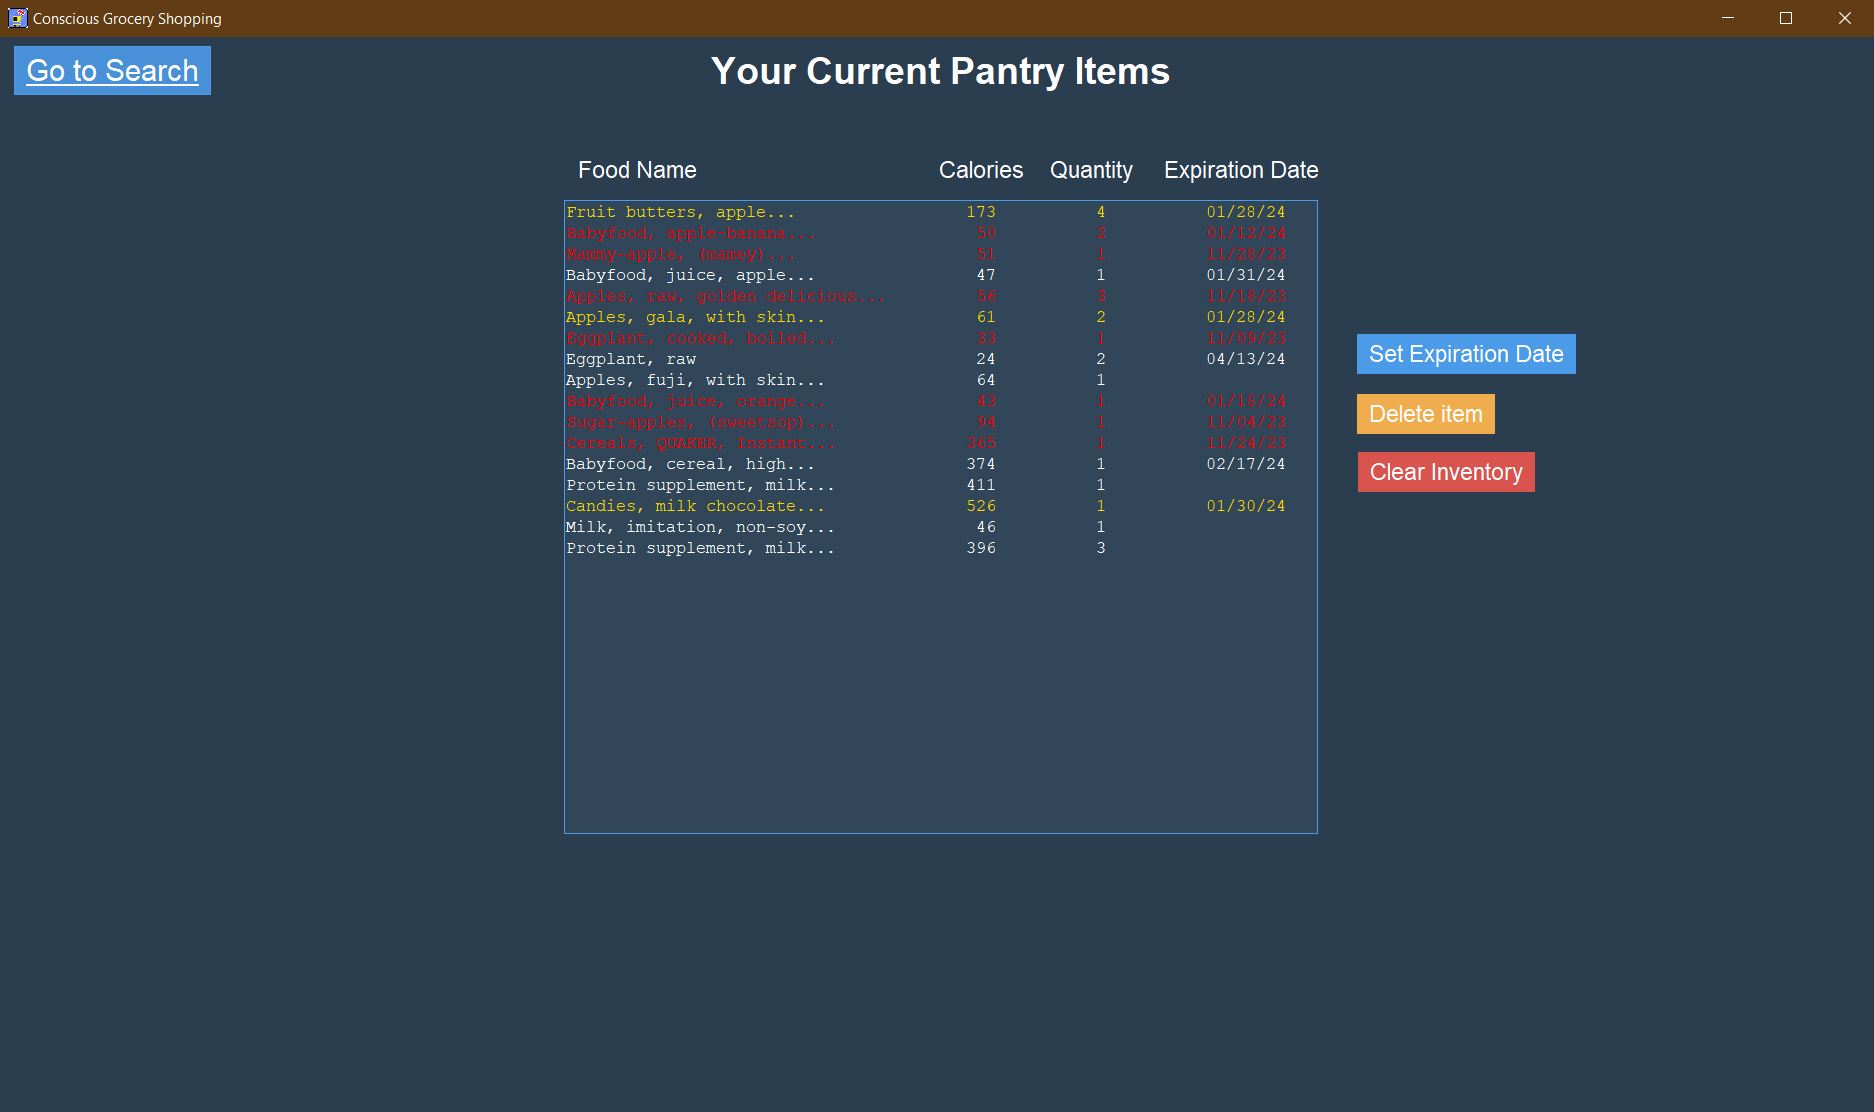 Conscious Grocery Shopping
Go to Search
Your Current Pantry Items
Food Name Calories Quantity Expiration Date
Fruit butters, apple... 173 4 01/28/24
Babyfood, apple-banana... 50 2 01/12/24
Mammy-apple, (mamey)... 51 1 11/28/23
Babyfood, juice, apple... 47 1 01/31/24
Apples, raw, golden delicious... 56 3 11/18/23
Apples, gala, with skin... 61 2 01/28/24
Eggplant, cooked, boiled... 33 1 11/09/23
Eggplant, raw 24 2 04/13/24
Apples, fuji, with skin... 64 1
Babyfood, juice, orange... 43 1 01/18/24
Sugar-apples, (sweetsop)... 94 1 11/04/23
Cereals, QUAKER, Instant... 365 1 11/24/23
Babyfood, cereal, high... 374 1 02/17/24
Protein supplement, milk... 411 1
Candies, milk chocolate... 526 1 01/30/24
Milk, imitation, non-soy... 46 1
Protein supplement, milk... 396 3
Set Expiration Date
Delete item
Clear Inventory